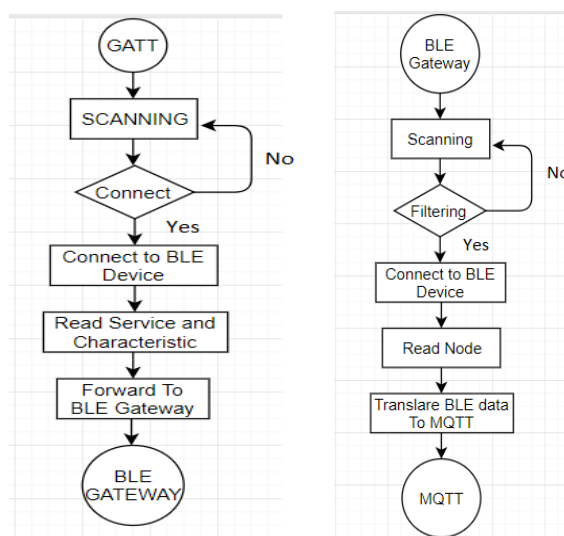 GATT
SCANNING
No
Connect
Yes
Connect to BLE
Device
Read Service and
Characteristic
Forward To
BLE Gateway
BLE
GATEWAY
BLE
Gateway
Scanning
No
Filtering
Yes
Connect to BLE
Device
Read Node
Translare BLE data
To MQTT
MQTT